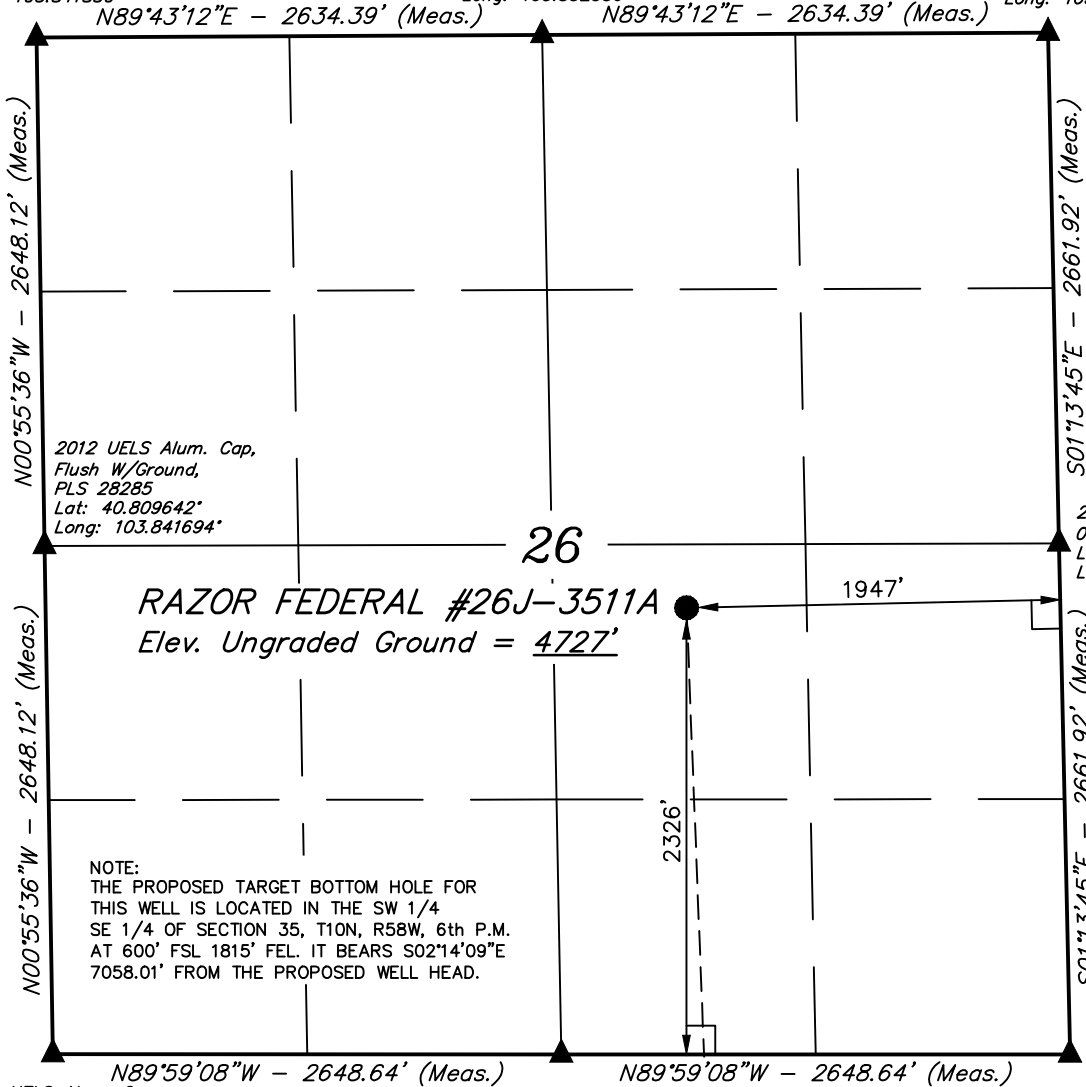 N89°43'12"E - 2634.39' (Meas.)
N89°43'12"E - 2634.39' (Meas.)
N00°55'36"W - 2648.12' (Meas.)
S01°13'45"E - 2661.92' (Meas.)
2012 UELS Alum. Cap,
Flush W/Ground,
PLS 28285
Lat: 40.809642°
Long: 103.841694°
26
RAZOR FEDERAL #26J-3511A
Elev. Ungraded Ground = 4727'
1947'
2326'
N00°55'36"W - 2648.12' (Meas.)
S01°13'45"E - 2661.92' (Meas.)
NOTE:
THE PROPOSED TARGET BOTTOM HOLE FOR
THIS WELL IS LOCATED IN THE SW 1/4
SE 1/4 OF SECTION 35, T10N, R58W, 6th P.M.
AT 600' FSL 1815' FEL. IT BEARS S02°14'09"E
7058.01' FROM THE PROPOSED WELL HEAD.
N89°59'08"W - 2648.64' (Meas.)
N89°59'08"W - 2648.64' (Meas.)